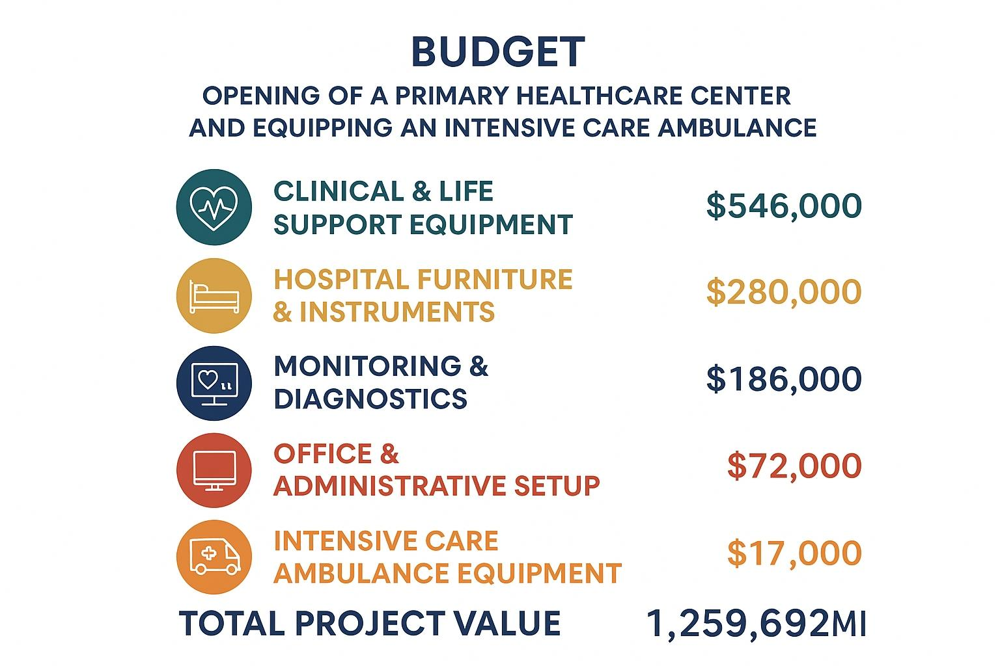 BUDGET
OPENING OF A PRIMARY HEALTHCARE CENTER
AND EQUIPPING AN INTENSIVE CARE AMBULANCE
CLINICAL & LIFE
SUPPORT EQUIPMENT
$546,000
HOSPITAL FURNITURE
& INSTRUMENTS
$280,000
MONITORING &
DIAGNOSTICS
$186,000
OFFICE &
ADMINISTRATIVE SETUP
$72,000
INTENSIVE CARE
AMBULANCE EQUIPMENT
$17,000
TOTAL PROJECT VALUE 1,259,692MI